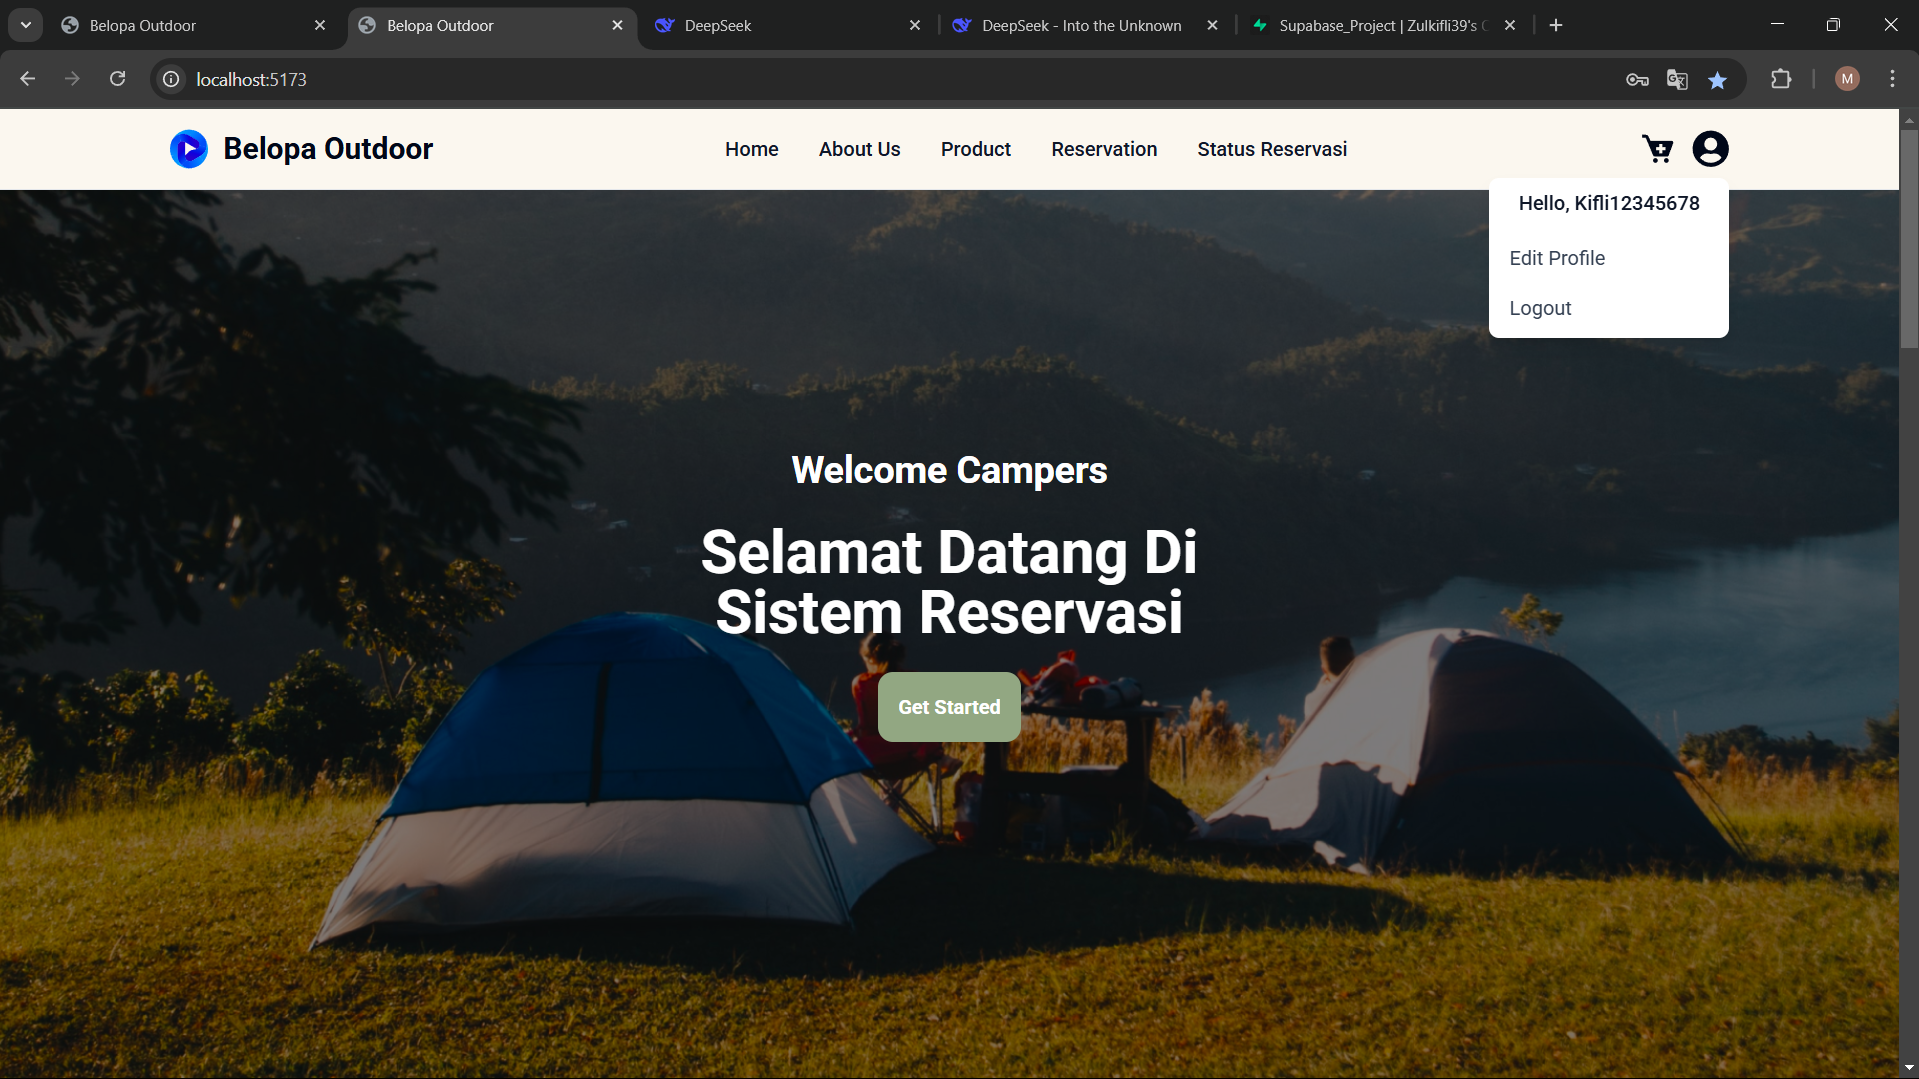 Belopa Outdoor
Belopa Outdoor
DeepSeek
DeepSeek - Into the Unknown
Supabase_Project | Zulkifli39's
localhost:5173
M
Belopa Outdoor
Home
About Us
Product
Reservation
Status Reservasi
Hello, Kifli12345678
Edit Profile
Logout
Welcome Campers
Selamat Datang Di
Sistem Reservasi
Get Started